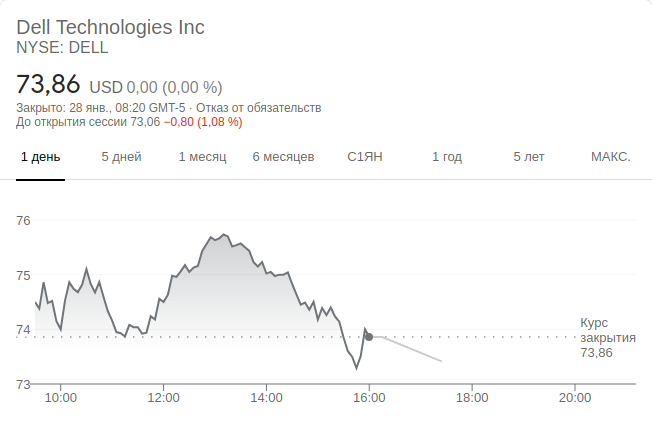 Dell Technologies Inc
NYSE: DELL
73,86 USD 0,00 (0,00 %)
Закрыто: 28 янв., 08:20 GMT-5 · Отказ от обязательств
До открытия сессии 73,06 −0,80 (1,08 %)
1 день 5 дней 1 месяц 6 месяцев С1ЯН 1 год 5 лет МАКС.
76
75
74
73
Курс
закрытия
73,86
10:00 12:00 14:00 16:00 18:00 20:00